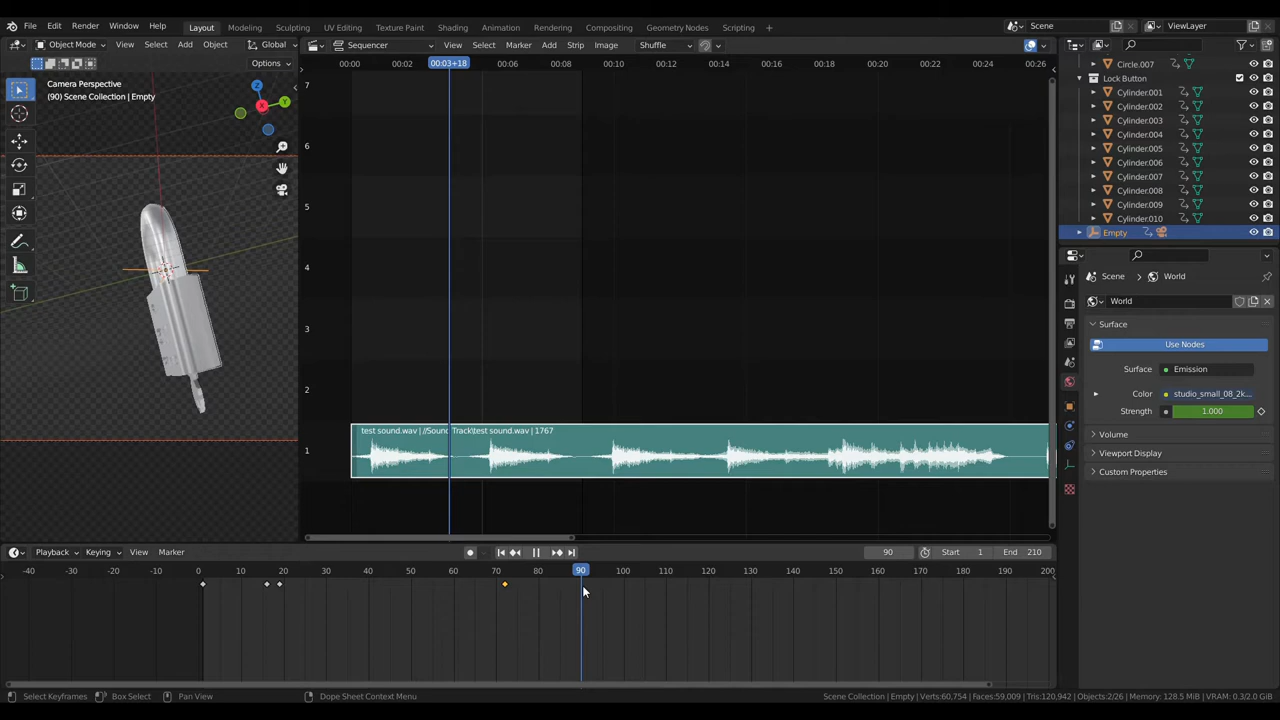 File Edit Render Window Help Layout Modeling Sculpting UV Editing Texture Paint Shading Animation Rendering Compositing Geometry Nodes Scripting + Scene ViewLayer
Object Mode View Select Add Object Global Sequencer View Select Marker Add Strip Image Shuffle
Options
00:00 00:02 00:03+18 00:06 00:08 00:10 00:12 00:14 00:16 00:18 00:20 00:22 00:24 00:26
Camera Perspective
(90) Scene Collection | Empty
Z
Y
X
7
6
5
4
3
2
1
test sound.wav | //Sound Track\test sound.wav | 1767
Circle.007
Lock Button
Cylinder.001
Cylinder.002
Cylinder.003
Cylinder.004
Cylinder.005
Cylinder.006
Cylinder.007
Cylinder.008
Cylinder.009
Cylinder.010
Empty
Scene World
World
Surface
Use Nodes
Surface Emission
Color studio_small_08_2k...
Strength 1.000
Volume
Viewport Display
Custom Properties
Playback Keying View Marker 90 Start 1 End 210
-40 -30 -20 -10 0 10 20 30 40 50 60 70 80 90 100 110 120 130 140 150 160 170 180 190 200
Select Keyframes Box Select Pan View Dope Sheet Context Menu Scene Collection | Empty | Verts:60,754 | Faces:59,009 | Tris:120,942 | Objects:2/26 | Memory: 128.5 MiB | VRAM: 0.3/2.0 GiB